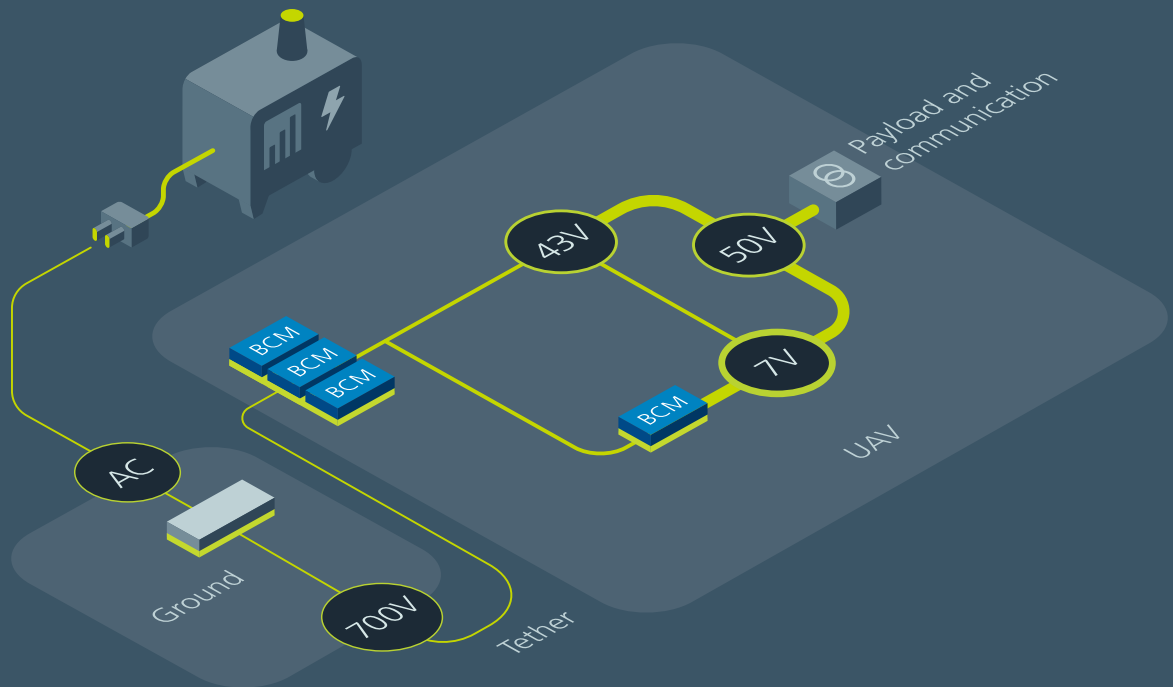 Payload and
communication
43V
50V
7V
BCM
BCM
BCM
BCM
UAV
AC
Ground
700V
Tether